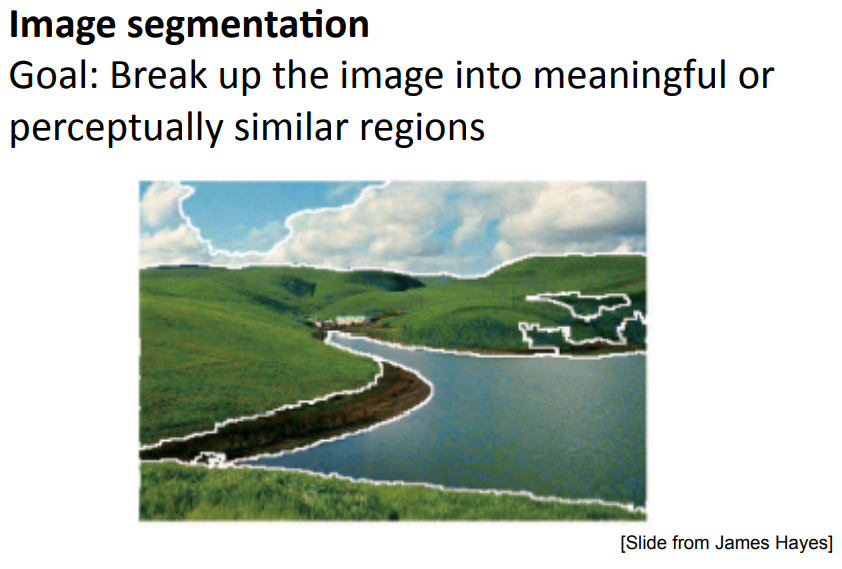 Image segmentation
Goal: Break up the image into meaningful or
perceptually similar regions
[Slide from James Hayes]